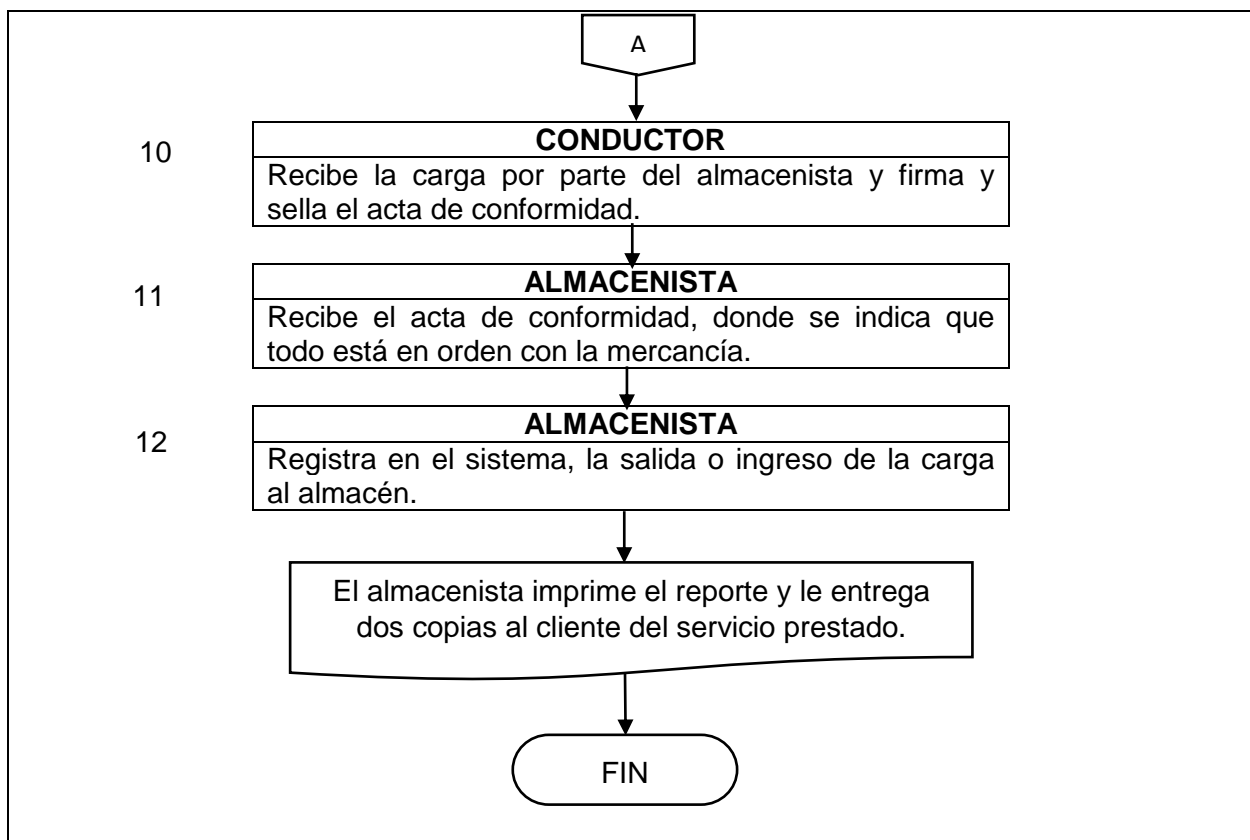 A
10
CONDUCTOR
Recibe la carga por parte del almacenista y firma y
sella el acta de conformidad.
11
ALMACENISTA
Recibe el acta de conformidad, donde se indica que
todo está en orden con la mercancía.
12
ALMACENISTA
Registra en el sistema, la salida o ingreso de la carga
al almacén.
El almacenista imprime el reporte y le entrega
dos copias al cliente del servicio prestado.
FIN